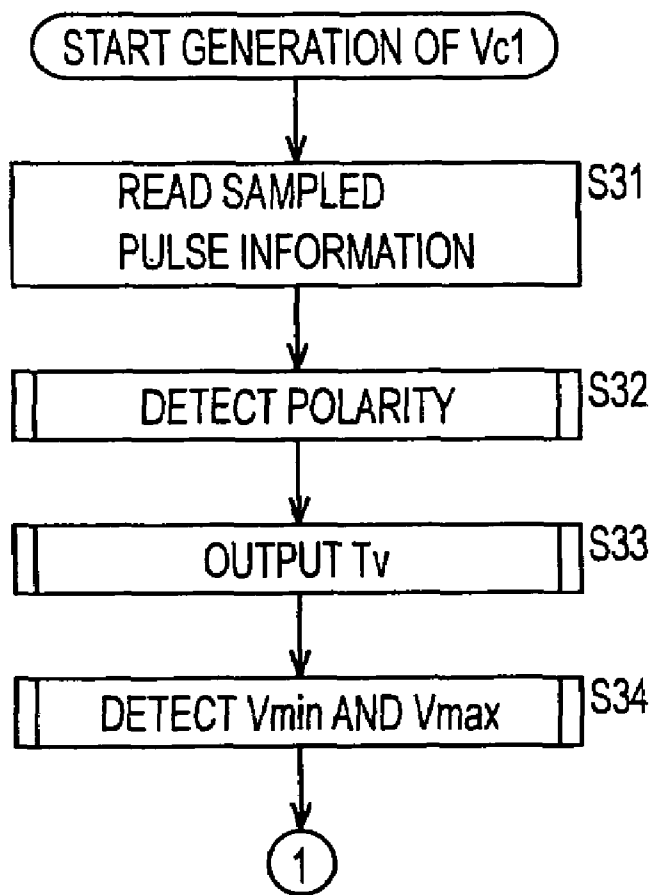 START GENERATION OF Vc1
READ SAMPLED
PULSE INFORMATION
S31
DETECT POLARITY
S32
OUTPUT Tv
S33
DETECT Vmin AND Vmax
S34
1